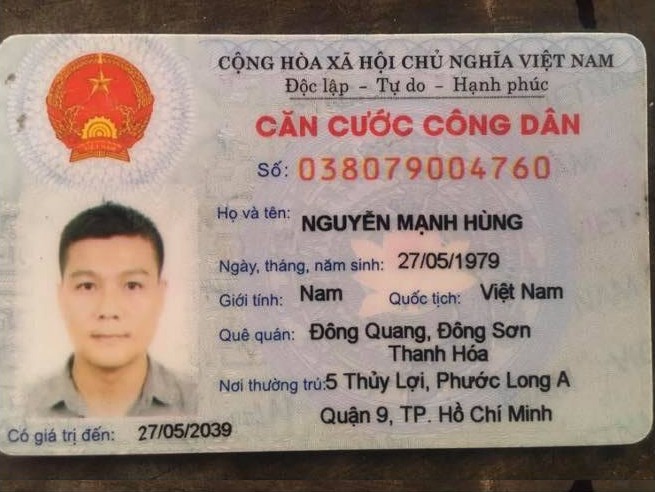 CỘNG HÒA XÃ HỘI CHỦ NGHĨA VIỆT NAM
Độc lập - Tự do - Hạnh phúc
CĂN CƯỚC CÔNG DÂN
Số: 038079004760
Họ và tên: NGUYỄN MẠNH HÙNG
Ngày, tháng, năm sinh: 27/05/1979
Giới tính: Nam Quốc tịch: Việt Nam
Quê quán: Đông Quang, Đông Sơn
Thanh Hóa
Nơi thường trú: 5 Thủy Lợi, Phước Long A
Quận 9, TP. Hồ Chí Minh
Có giá trị đến: 27/05/2039